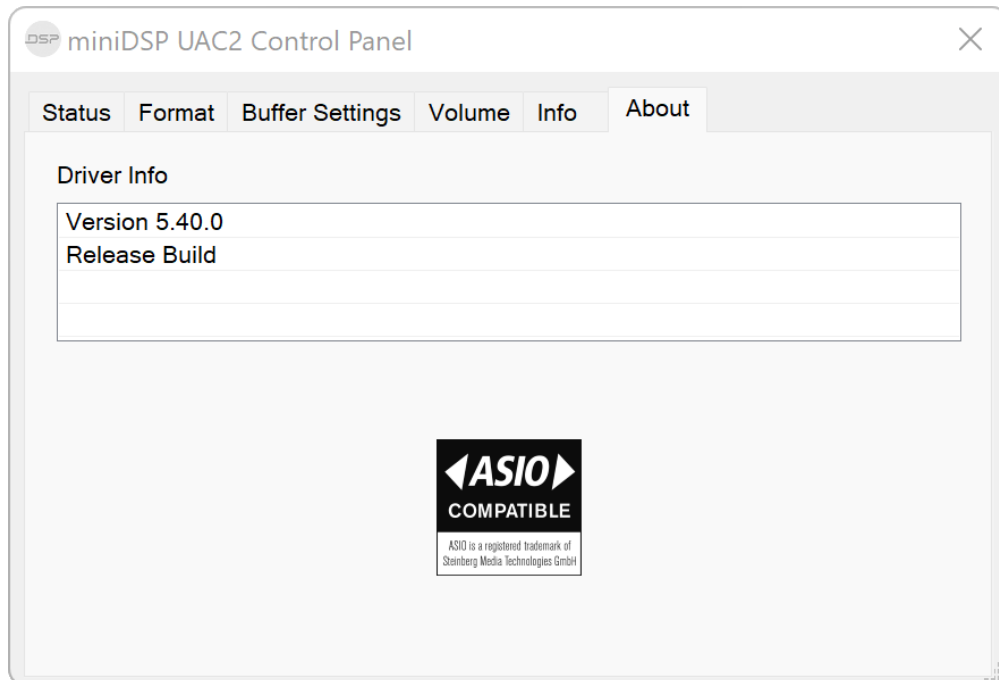 DSP miniDSP UAC2 Control Panel
Status Format Buffer Settings Volume Info About
Driver Info
Version 5.40.0
Release Build
ASIO
COMPATIBLE
ASIO is a registered trademark of
Steinberg Media Technologies GmbH